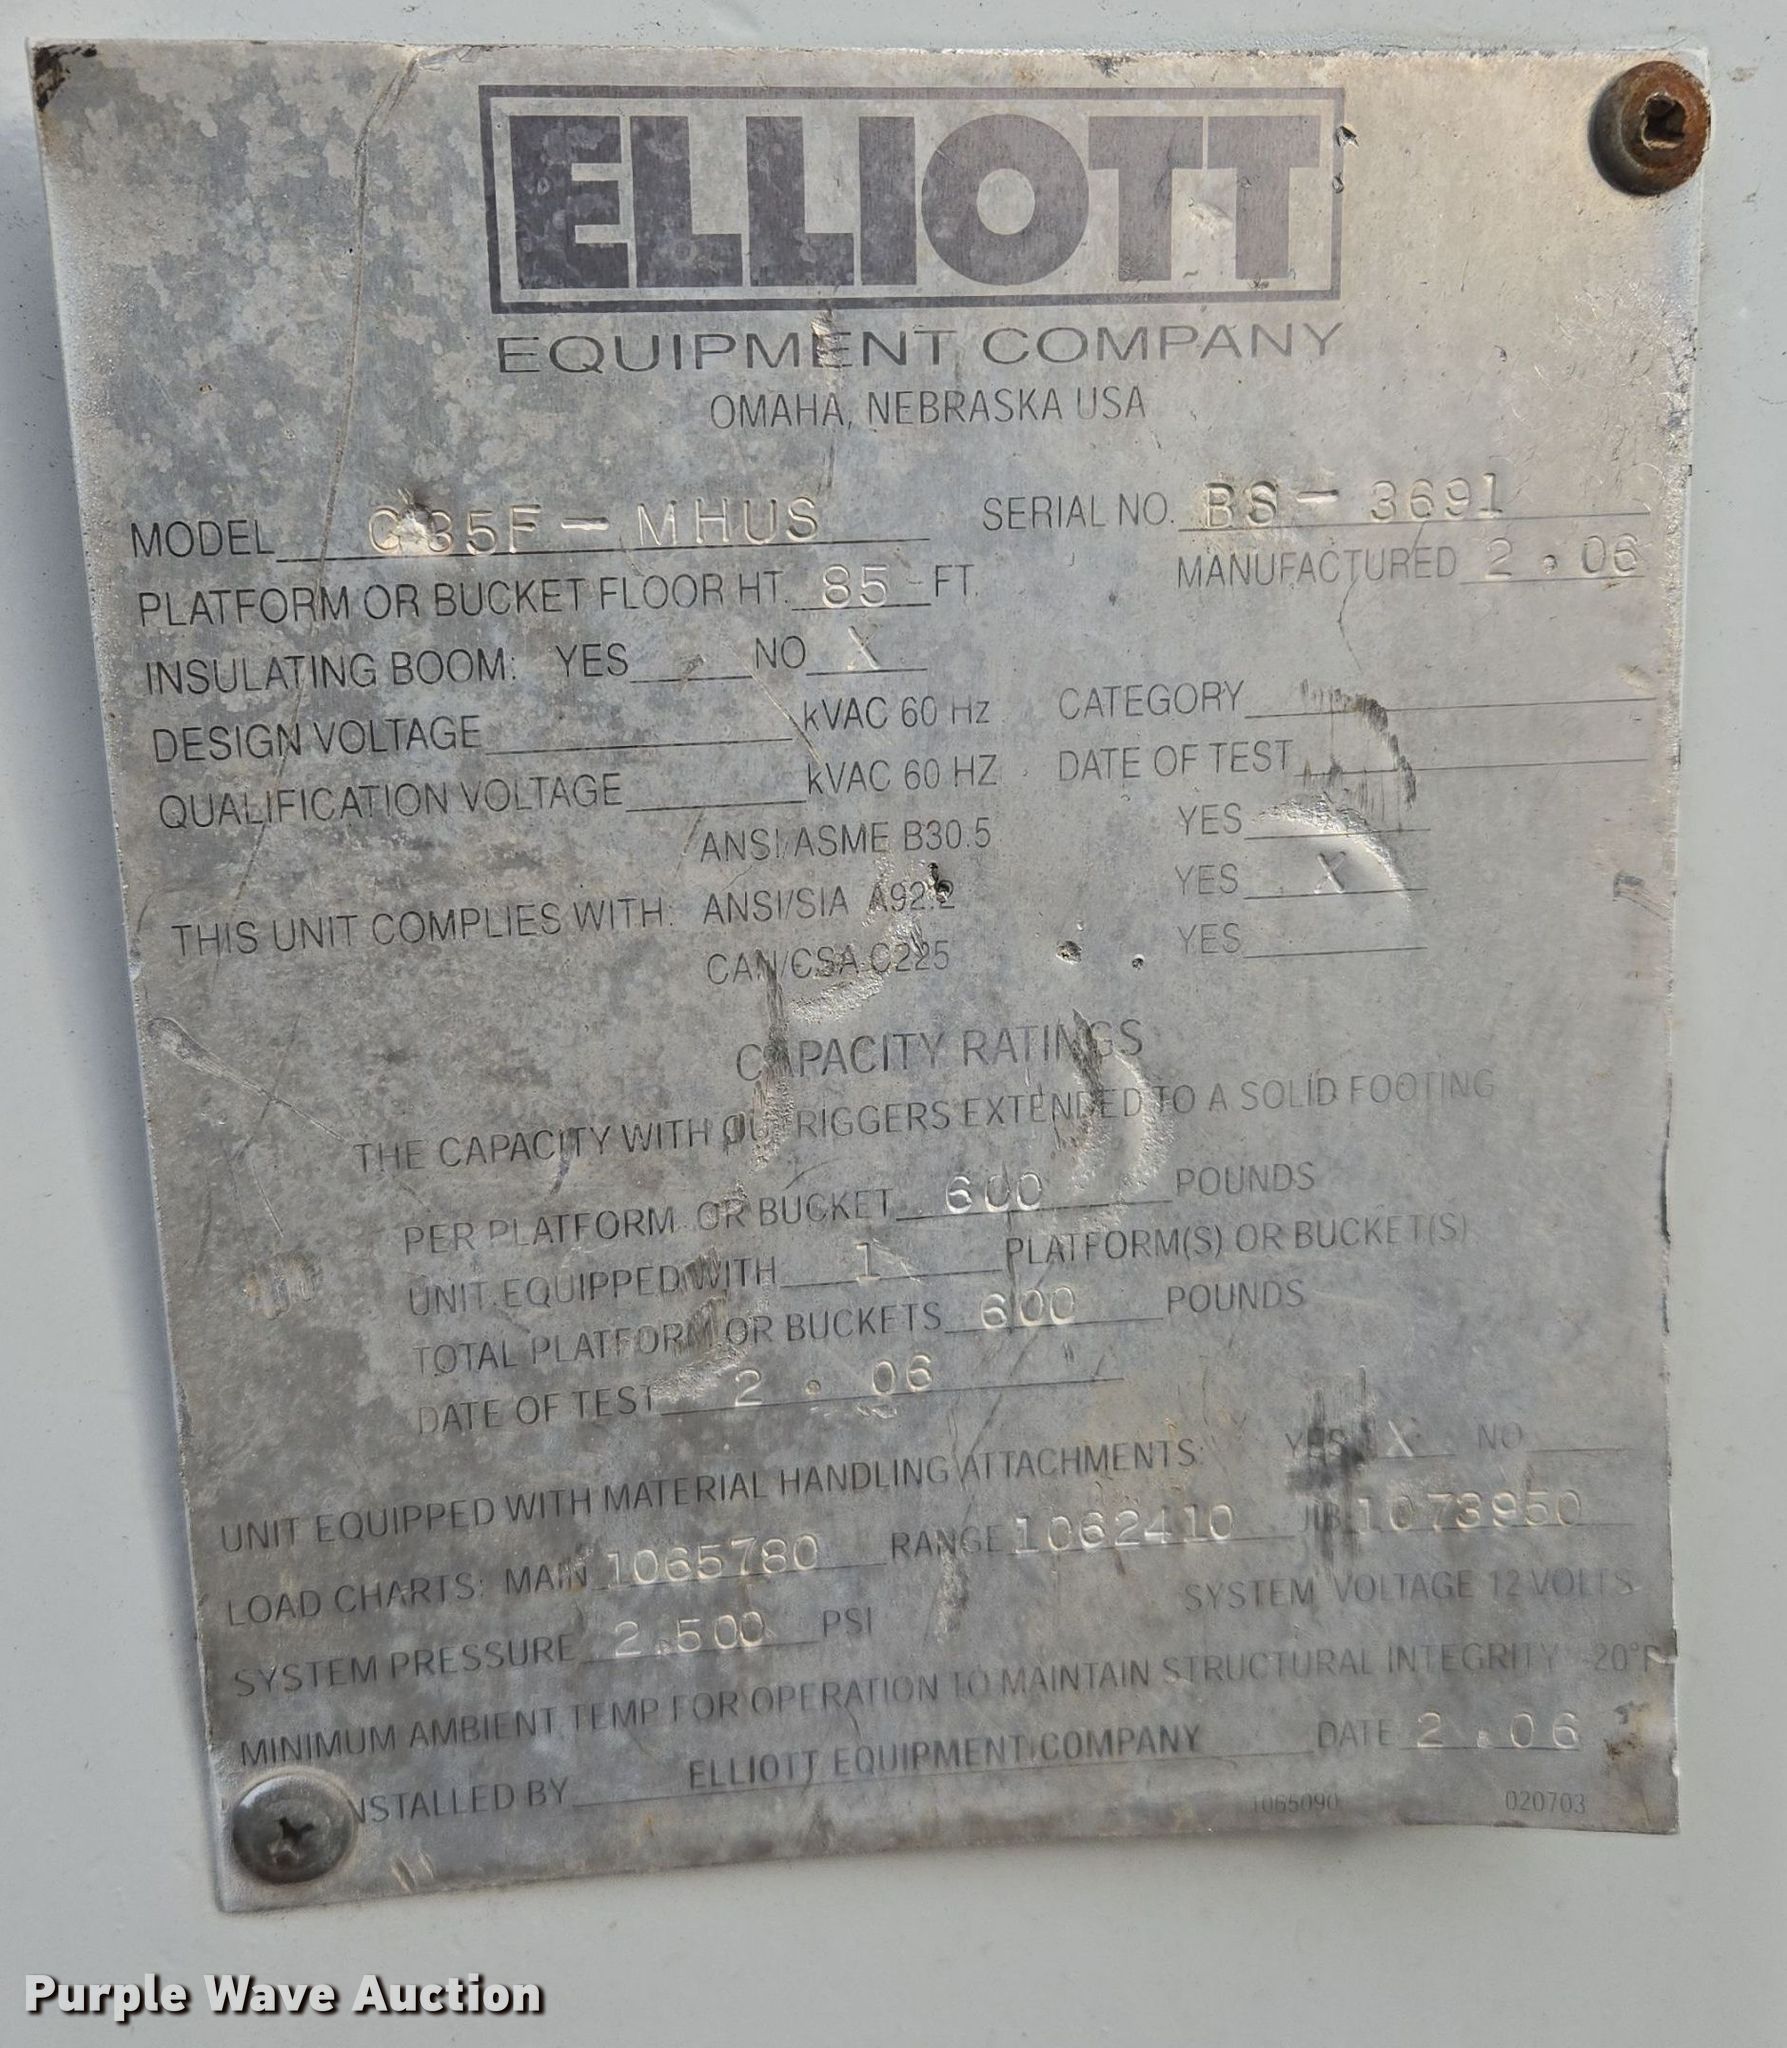 ELLIOTT
EQUIPMENT COMPANY
OMAHA, NEBRASKA USA
MODEL G85F-MHUS SERIAL NO. BS-3691
PLATFORM OR BUCKET FLOOR HT. 85 FT. MANUFACTURED 2.06
INSULATING BOOM: YES NO X
DESIGN VOLTAGE kVAC 60 Hz CATEGORY
QUALIFICATION VOLTAGE kVAC 60 HZ DATE OF TEST
ANSI/ASME B30.5 YES
THIS UNIT COMPLIES WITH: ANSI/SIA A92.2 YES X
CAN/CSA C225 YES
CAPACITY RATINGS
THE CAPACITY WITH OUTRIGGERS EXTENDED TO A SOLID FOOTING
PER PLATFORM OR BUCKET 600 POUNDS
UNIT EQUIPPED WITH 1 PLATFORM(S) OR BUCKET(S)
TOTAL PLATFORM OR BUCKETS 600 POUNDS
DATE OF TEST 2.06
UNIT EQUIPPED WITH MATERIAL HANDLING ATTACHMENTS: YES X NO
LOAD CHARTS: MAIN 1065780 RANGE 1062410 JIB 1073950
SYSTEM PRESSURE 2.500 PSI SYSTEM VOLTAGE 12 VOLTS
MINIMUM AMBIENT TEMP FOR OPERATION TO MAINTAIN STRUCTURAL INTEGRITY -20°F
INSTALLED BY ELLIOTT EQUIPMENT COMPANY DATE 2.06
1065090 020703
Purple Wave Auction